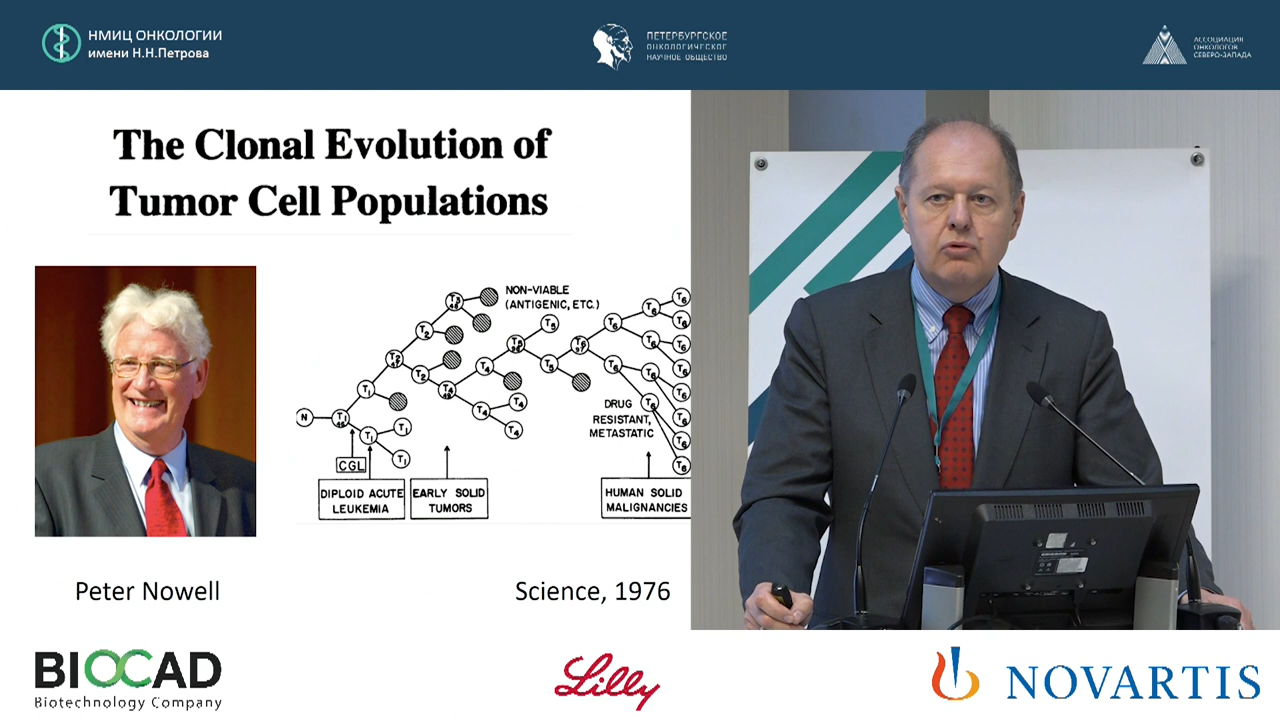 НМИЦ ОНКОЛОГИИ
имени Н.Н.Петрова
ПЕТЕРБУРГСКОЕ
ОНКОЛОГИЧЕСКОЕ
НАУЧНОЕ ОБЩЕСТВО
АССОЦИАЦИЯ
ОНКОЛОГОВ
СЕВЕРО-ЗАПАДА
The Clonal Evolution of
Tumor Cell Populations
NON-VIABLE
(ANTIGENIC, ETC.)
DRUG
RESISTANT,
METASTATIC
N
CGL
DIPLOID ACUTE
LEUKEMIA
EARLY SOLID
TUMORS
HUMAN SOLID
MALIGNANCIES
Peter Nowell
Science, 1976
BIOCAD
Biotechnology Company
Lilly
NOVARTIS